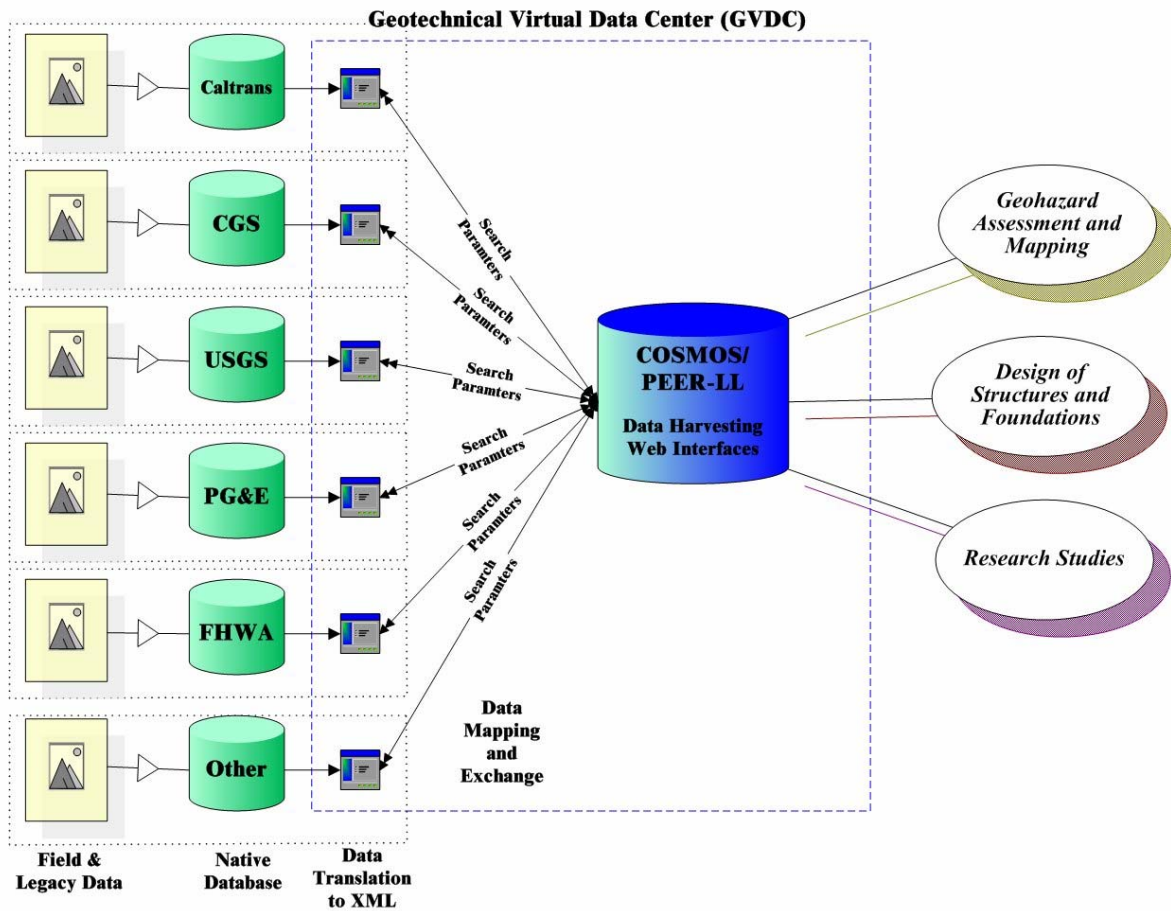 Geotechnical Virtual Data Center (GVDC)
Caltrans
CGS
USGS
PG&E
FHWA
Other
Search
Paramters
Search
Paramters
Search
Paramters
Search
Paramters
Search
Paramters
Search
Paramters
COSMOS/
PEER-LL
Data Harvesting
Web Interfaces
Geohazard
Assessment and
Mapping
Design of
Structures and
Foundations
Research Studies
Data
Mapping
and
Exchange
Field &
Legacy Data
Native
Database
Data
Translation
to XML